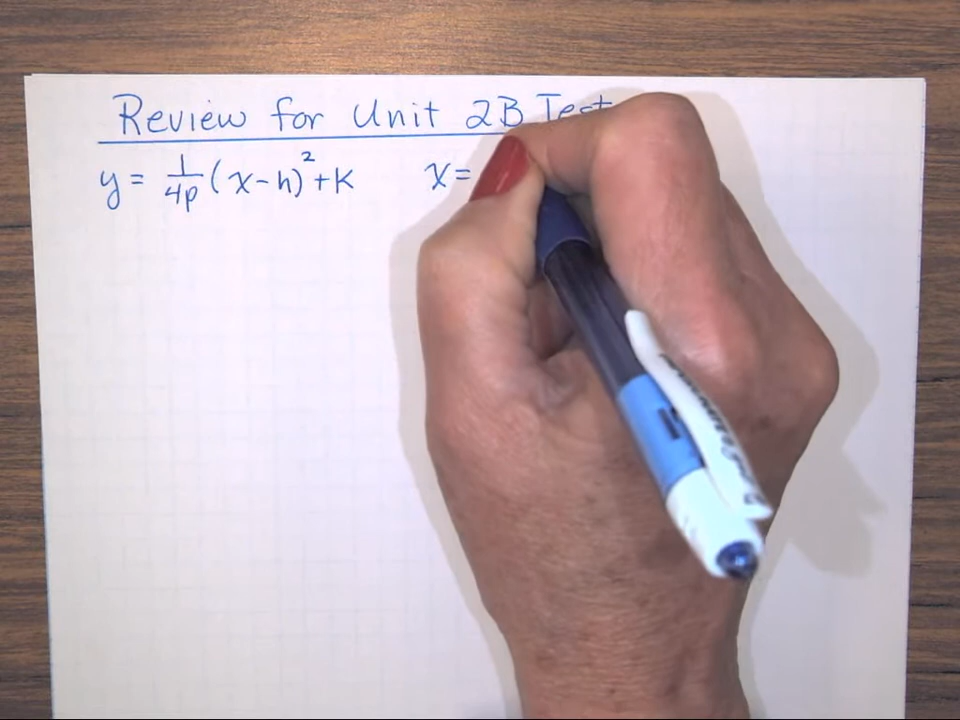 Review for Unit 2B Test
y = 1/4p (x-h)² + k x =